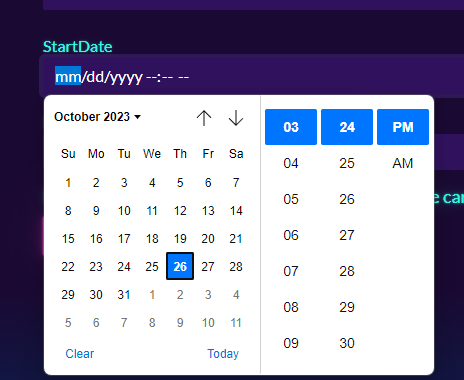 StartDate
mm/dd/yyyy --:-- --
October 2023
Su Mo Tu We Th Fr Sa
1 2 3 4 5 6 7
8 9 10 11 12 13 14
15 16 17 18 19 20 21
22 23 24 25 26 27 28
29 30 31 1 2 3 4
5 6 7 8 9 10 11
Clear Today
03 24 PM
04 25 AM
05 26
06 27
07 28
08 29
09 30